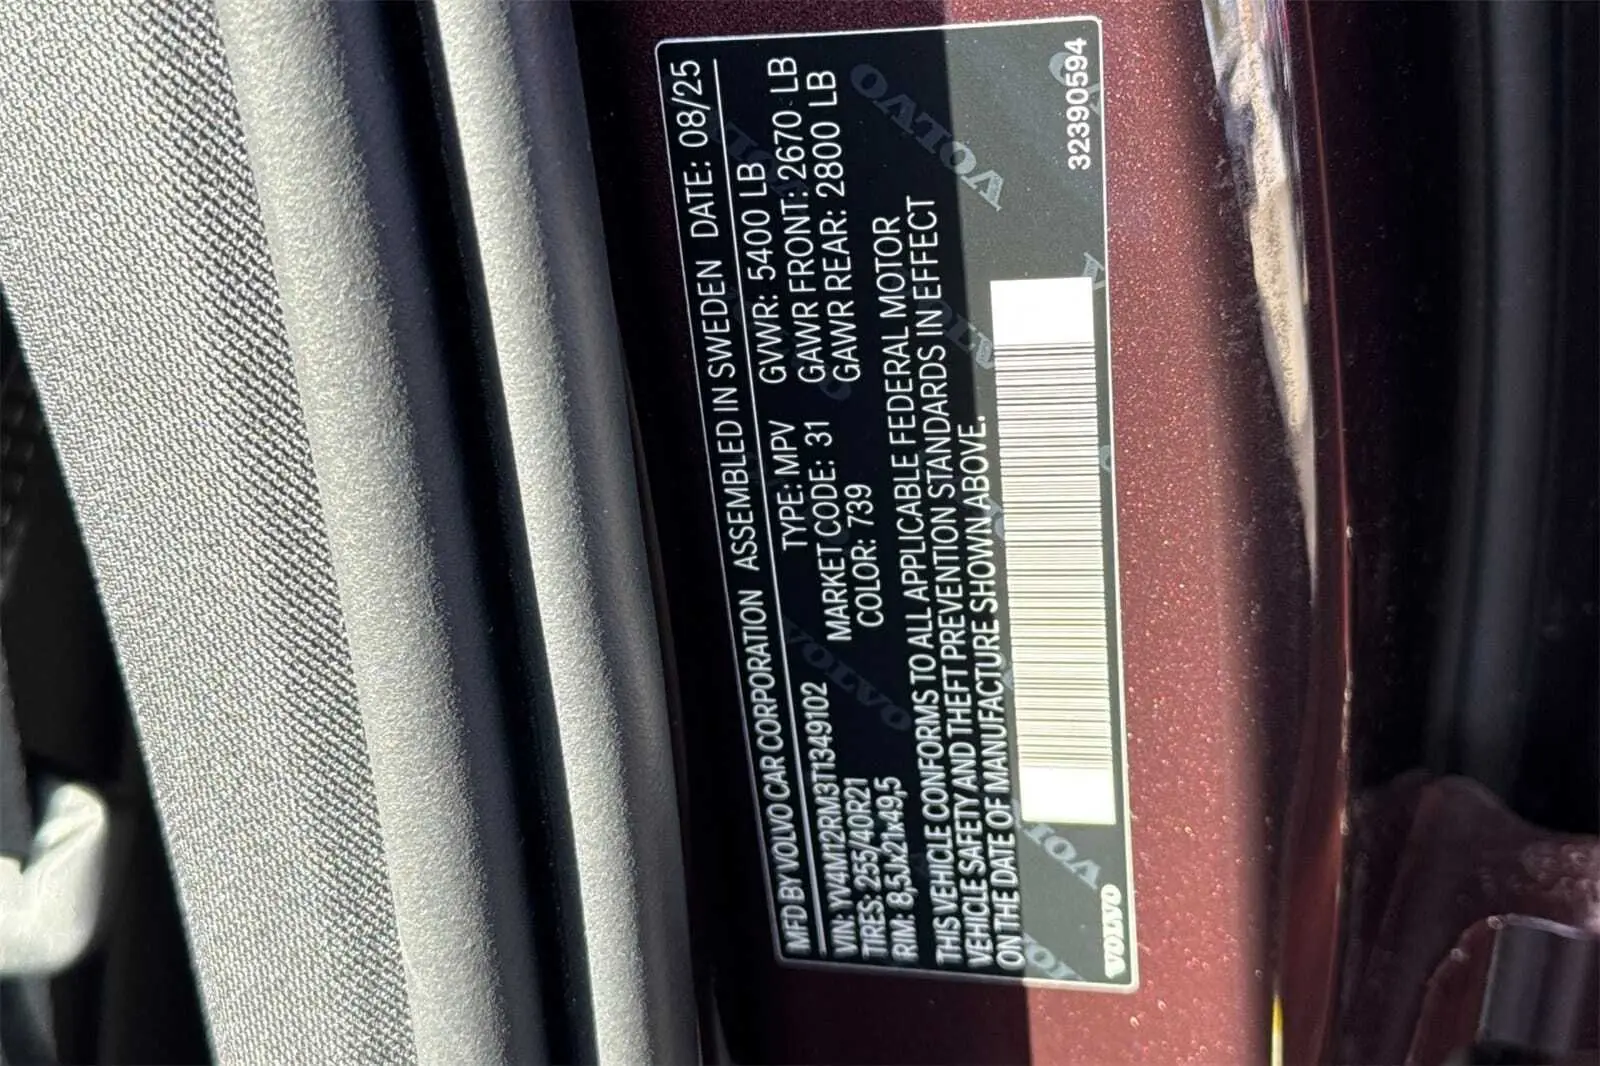 MFD BY VOLVO CAR CORPORATION ASSEMBLED IN SWEDEN DATE: 08/25
VIN: YV4M12RM3T1349102 TYPE: MPV GVWR: 5400 LB
TIRES: 255/40R21 MARKET CODE: 31 GAWR FRONT: 2670 LB
RIM: 8,5Jx21x49,5 COLOR: 739 GAWR REAR: 2800 LB
THIS VEHICLE CONFORMS TO ALL APPLICABLE FEDERAL MOTOR
VEHICLE SAFETY AND THEFT PREVENTION STANDARDS IN EFFECT
ON THE DATE OF MANUFACTURE SHOWN ABOVE.
VOLVO
32390594